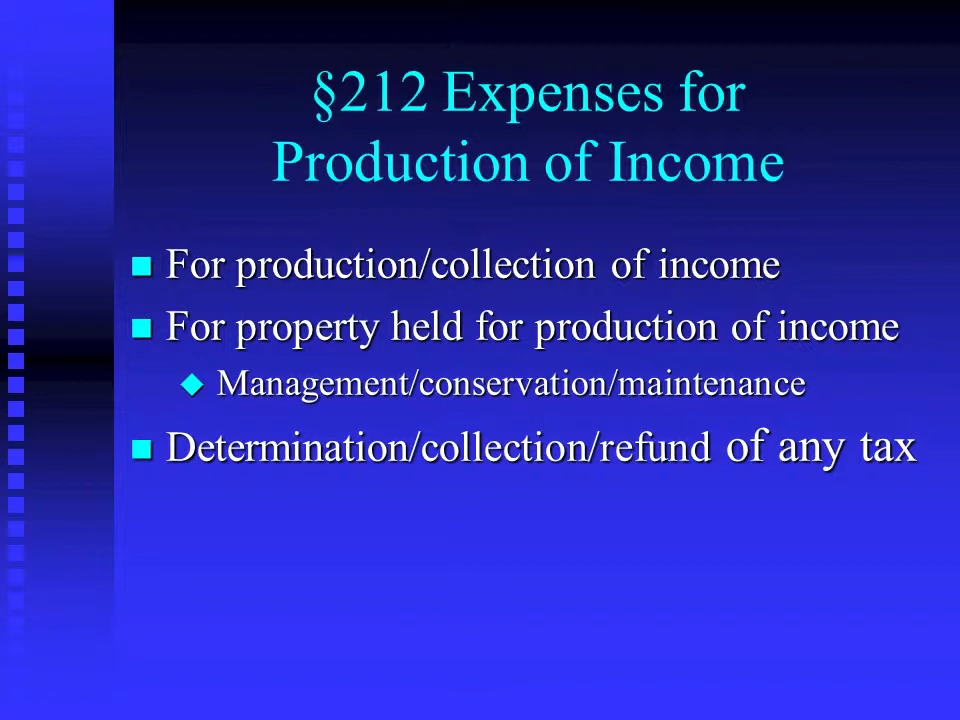 §212 Expenses for
Production of Income
For production/collection of income
For property held for production of income
Management/conservation/maintenance
Determination/collection/refund of any tax